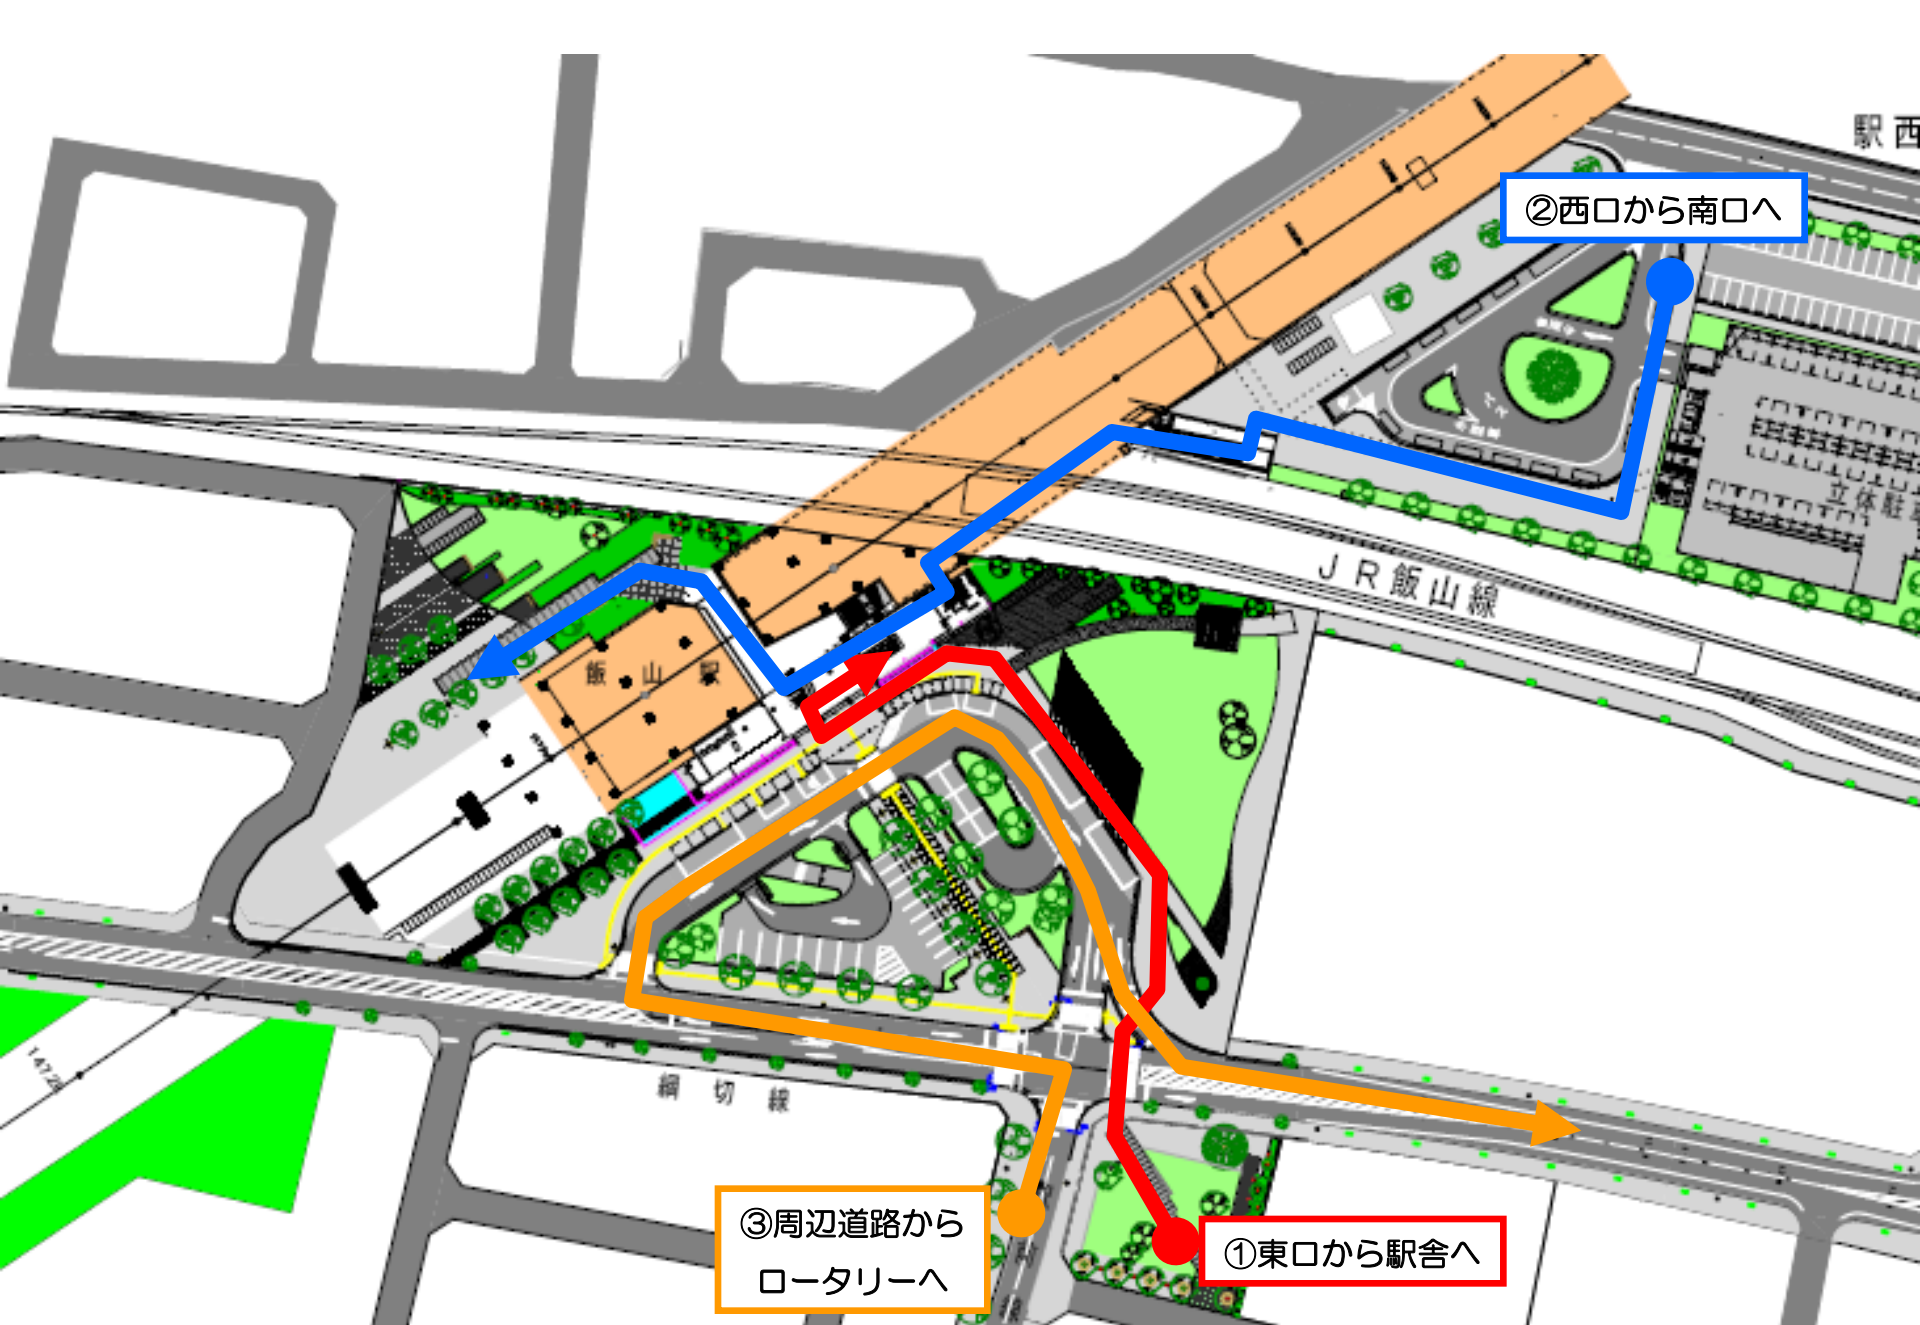 駅西
②西口から南口へ
立体駐
JR飯山線
飯山駅
綱切線
③周辺道路から
ロータリーへ
①東口から駅舎へ